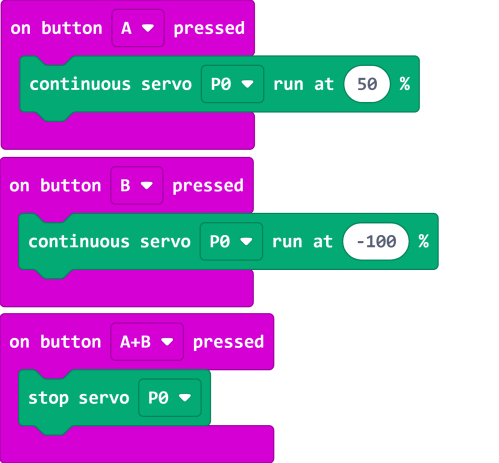 on button A pressed
continuous servo P0 run at 50 %
on button B pressed
continuous servo P0 run at -100 %
on button A+B pressed
stop servo P0